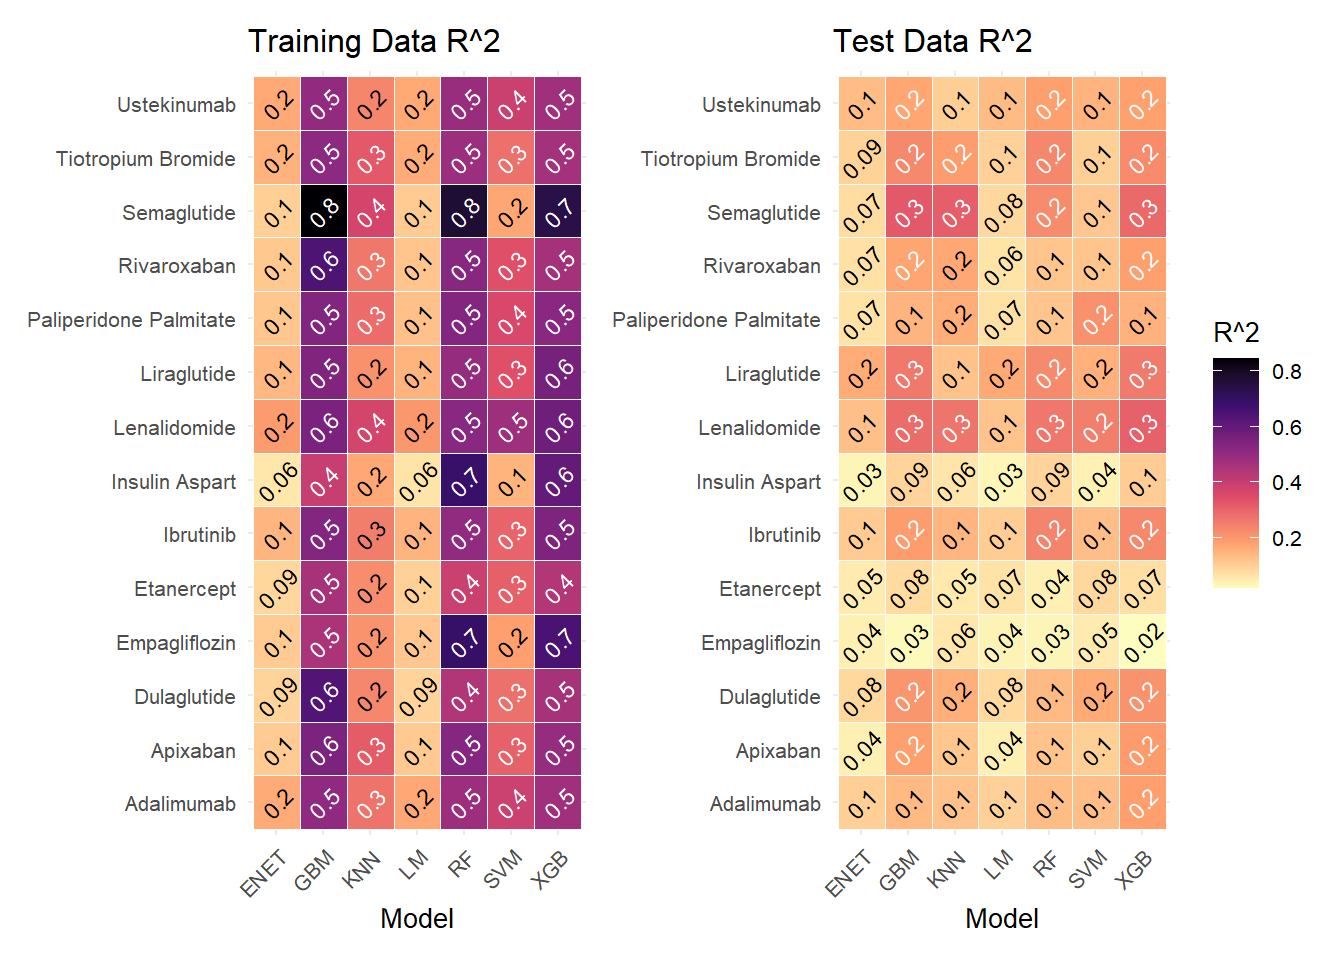 Training Data R^2
Ustekinumab 0.2 0.5 0.2 0.2 0.5 0.4 0.5
Tiotropium Bromide 0.2 0.5 0.3 0.2 0.5 0.3 0.5
Semaglutide 0.1 0.8 0.4 0.1 0.8 0.2 0.7
Rivaroxaban 0.1 0.6 0.3 0.1 0.5 0.3 0.5
Paliperidone Palmitate 0.1 0.5 0.3 0.1 0.5 0.4 0.5
Liraglutide 0.1 0.5 0.2 0.1 0.5 0.3 0.6
Lenalidomide 0.2 0.6 0.4 0.2 0.5 0.5 0.6
Insulin Aspart 0.06 0.4 0.2 0.06 0.7 0.1 0.6
Ibrutinib 0.1 0.5 0.3 0.1 0.5 0.3 0.5
Etanercept 0.09 0.5 0.2 0.1 0.4 0.3 0.4
Empagliflozin 0.1 0.5 0.2 0.1 0.7 0.2 0.7
Dulaglutide 0.09 0.6 0.2 0.09 0.4 0.3 0.5
Apixaban 0.1 0.6 0.3 0.1 0.5 0.3 0.5
Adalimumab 0.2 0.5 0.3 0.2 0.5 0.4 0.5
ENET GBM KNN LM RF SVM XGB
Model
Test Data R^2
Ustekinumab 0.1 0.2 0.1 0.1 0.2 0.1 0.2
Tiotropium Bromide 0.09 0.2 0.2 0.1 0.2 0.1 0.2
Semaglutide 0.07 0.3 0.3 0.08 0.2 0.1 0.3
Rivaroxaban 0.07 0.2 0.2 0.06 0.1 0.1 0.2
Paliperidone Palmitate 0.07 0.1 0.2 0.07 0.1 0.2 0.1
Liraglutide 0.2 0.3 0.1 0.2 0.2 0.2 0.3
Lenalidomide 0.1 0.3 0.3 0.1 0.3 0.2 0.3
Insulin Aspart 0.03 0.09 0.06 0.03 0.09 0.04 0.1
Ibrutinib 0.1 0.2 0.1 0.1 0.2 0.1 0.2
Etanercept 0.05 0.08 0.05 0.07 0.04 0.08 0.07
Empagliflozin 0.04 0.03 0.06 0.04 0.03 0.05 0.02
Dulaglutide 0.08 0.2 0.2 0.08 0.1 0.2 0.2
Apixaban 0.04 0.2 0.1 0.04 0.1 0.1 0.2
Adalimumab 0.1 0.1 0.1 0.1 0.1 0.1 0.2
ENET GBM KNN LM RF SVM XGB
Model
R^2
0.8
0.6
0.4
0.2